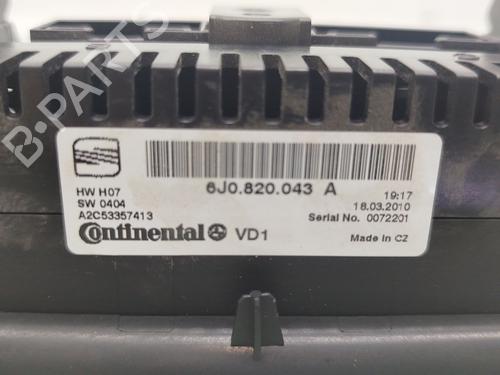 B-PARTS
6J0.820.043 A
HW H07
SW 0404
A2C53357413
19:17
18.03.2010
Serial No. 0072201
Continental VD1
Made in CZ